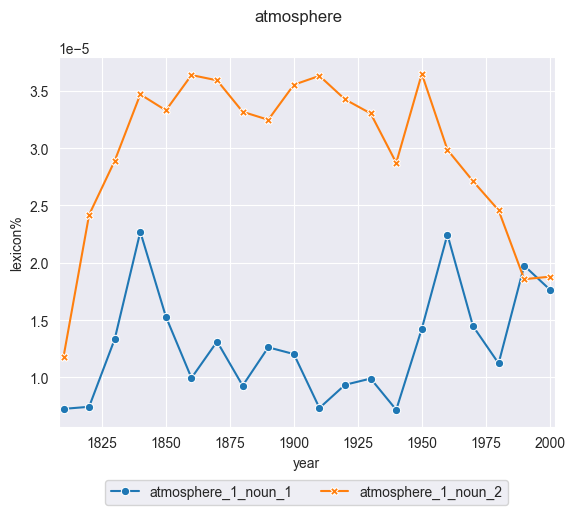 atmosphere
1e−5
3.5
3.0
2.5
2.0
1.5
1.0
lexicon%
1825 1850 1875 1900 1925 1950 1975 2000
year
atmosphere_1_noun_1 atmosphere_1_noun_2